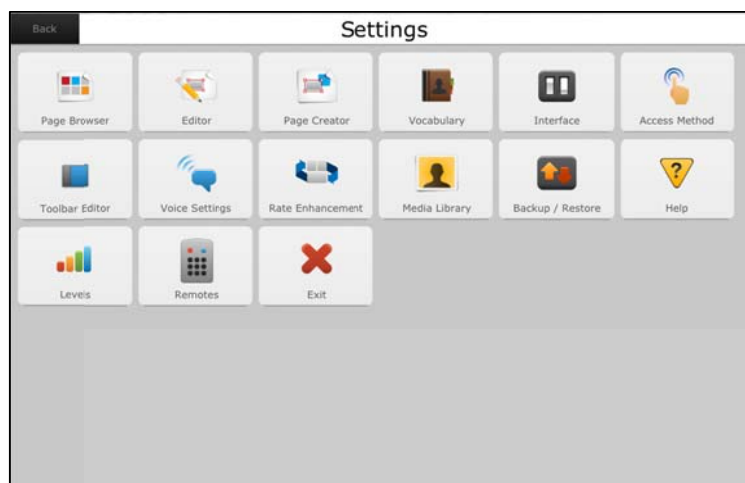 Back
Settings
Page Browser
Editor
Page Creator
Vocabulary
Interface
Access Method
Toolbar Editor
Voice Settings
Rate Enhancement
Media Library
Backup / Restore
?
Help
Levels
Remotes
Exit